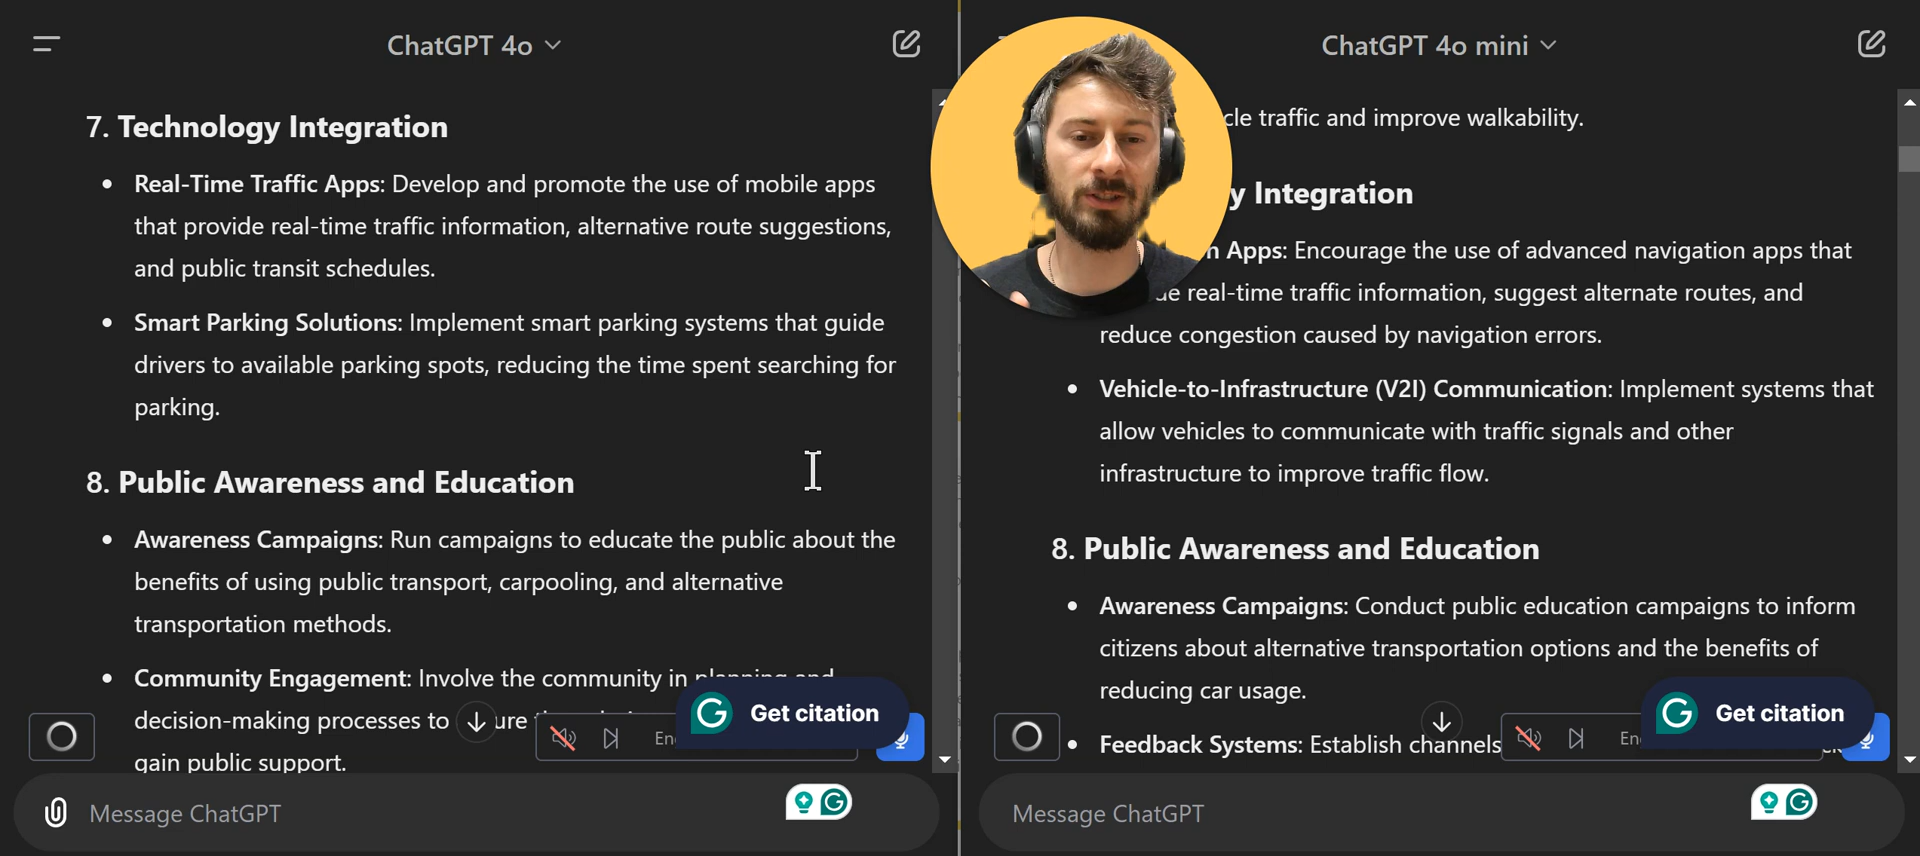 ChatGPT 4o
7. Technology Integration
Real-Time Traffic Apps: Develop and promote the use of mobile apps
that provide real-time traffic information, alternative route suggestions,
and public transit schedules.
Smart Parking Solutions: Implement smart parking systems that guide
drivers to available parking spots, reducing the time spent searching for
parking.
8. Public Awareness and Education
Awareness Campaigns: Run campaigns to educate the public about the
benefits of using public transport, carpooling, and alternative
transportation methods.
Community Engagement: Involve the community in planning and
decision-making processes to
gain public support.
Get citation
Message ChatGPT
ChatGPT 4o mini
traffic and improve walkability.
Integration
Apps: Encourage the use of advanced navigation apps that
real-time traffic information, suggest alternate routes, and
reduce congestion caused by navigation errors.
Vehicle-to-Infrastructure (V2I) Communication: Implement systems that
allow vehicles to communicate with traffic signals and other
infrastructure to improve traffic flow.
8. Public Awareness and Education
Awareness Campaigns: Conduct public education campaigns to inform
citizens about alternative transportation options and the benefits of
reducing car usage.
Feedback Systems: Establish channels
Get citation
Message ChatGPT